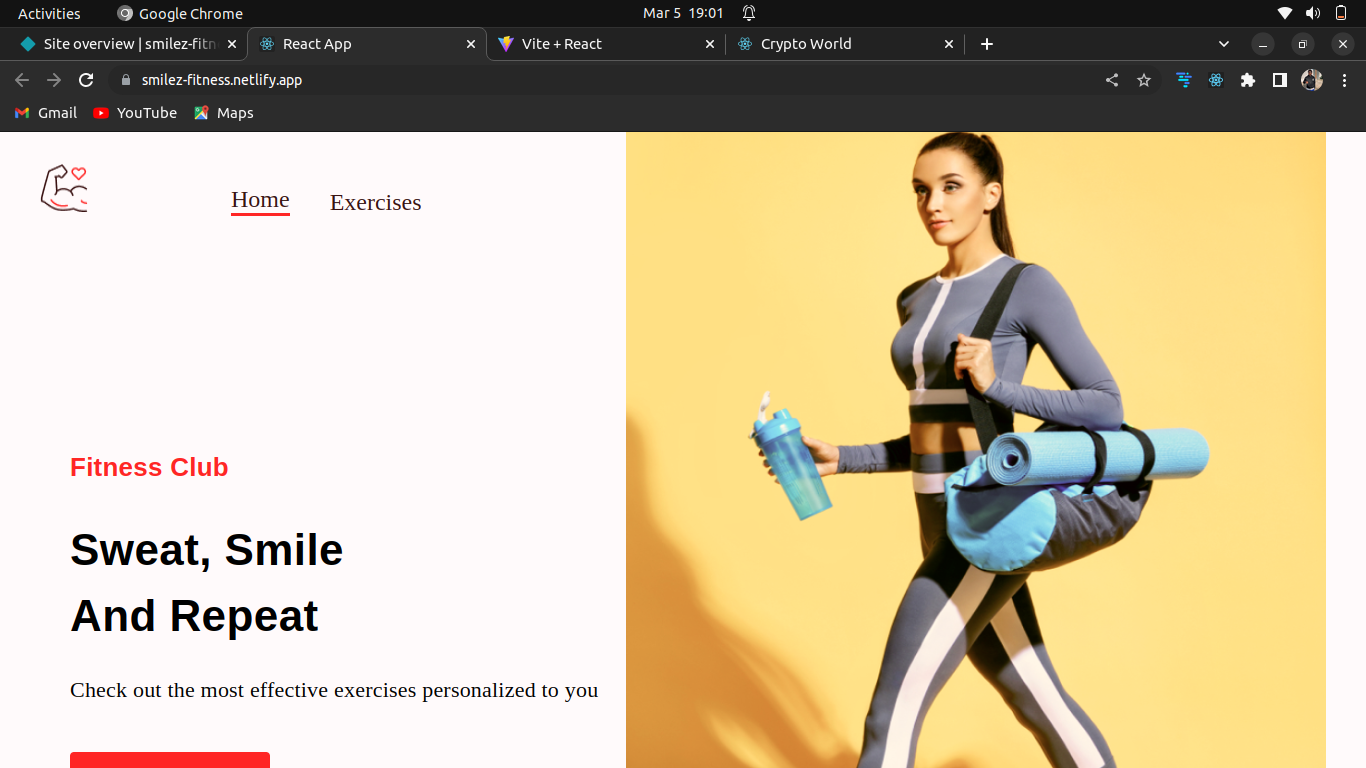 Activities
Google Chrome
Mar 5 19:01
Site overview | smilez-fitn
React App
Vite + React
Crypto World
smilez-fitness.netlify.app
Gmail
YouTube
Maps
Home
Exercises
Fitness Club
Sweat, Smile
And Repeat
Check out the most effective exercises personalized to you